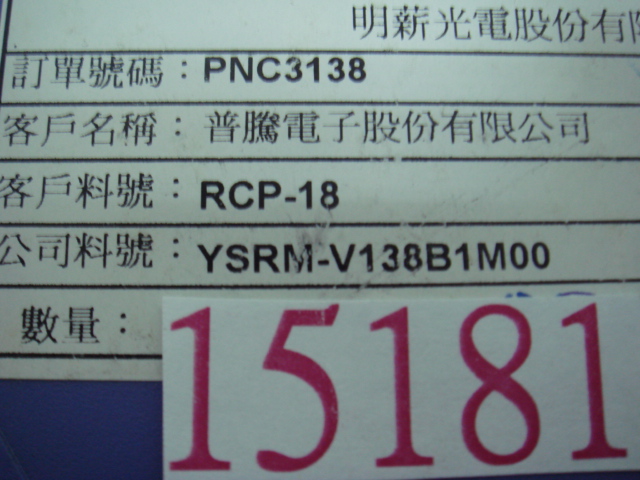 明薪光電股份有限
訂單號碼：PNC3138
客戶名稱：普騰電子股份有限公司
客戶料號：RCP-18
公司料號：YSRM-V138B1M00
數量：
15181